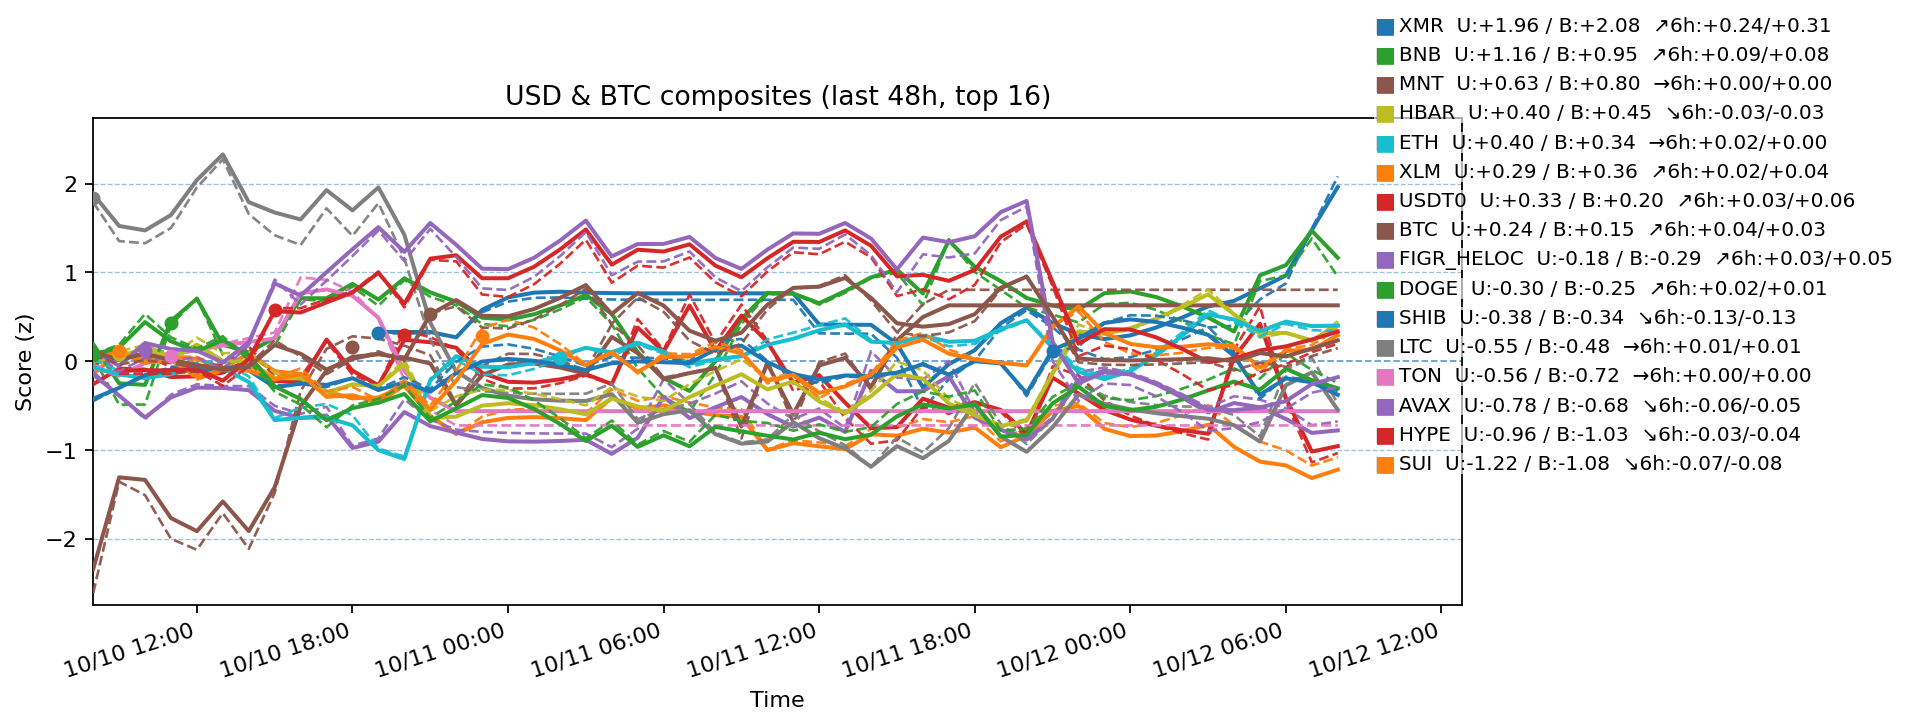 XMR U:+1.96 / B:+2.08 ↗6h:+0.24/+0.31
BNB U:+1.16 / B:+0.95 ↗6h:+0.09/+0.08
MNT U:+0.63 / B:+0.80 →6h:+0.00/+0.00
HBAR U:+0.40 / B:+0.45 ↘6h:-0.03/-0.03
ETH U:+0.40 / B:+0.34 →6h:+0.02/+0.00
XLM U:+0.29 / B:+0.36 ↗6h:+0.02/+0.04
USDT0 U:+0.33 / B:+0.20 ↗6h:+0.03/+0.06
BTC U:+0.24 / B:+0.15 ↗6h:+0.04/+0.03
FIGR_HELOC U:-0.18 / B:-0.29 ↗6h:+0.03/+0.05
DOGE U:-0.30 / B:-0.25 ↗6h:+0.02/+0.01
SHIB U:-0.38 / B:-0.34 ↘6h:-0.13/-0.13
LTC U:-0.55 / B:-0.48 →6h:+0.01/+0.01
TON U:-0.56 / B:-0.72 →6h:+0.00/+0.00
AVAX U:-0.78 / B:-0.68 ↘6h:-0.06/-0.05
HYPE U:-0.96 / B:-1.03 ↘6h:-0.03/-0.04
SUI U:-1.22 / B:-1.08 ↘6h:-0.07/-0.08
USD & BTC composites (last 48h, top 16)
Score (z)
2
1
0
−1
−2
10/10 12:00
10/10 18:00
10/11 00:00
10/11 06:00
10/11 12:00
10/11 18:00
10/12 00:00
10/12 06:00
10/12 12:00
Time